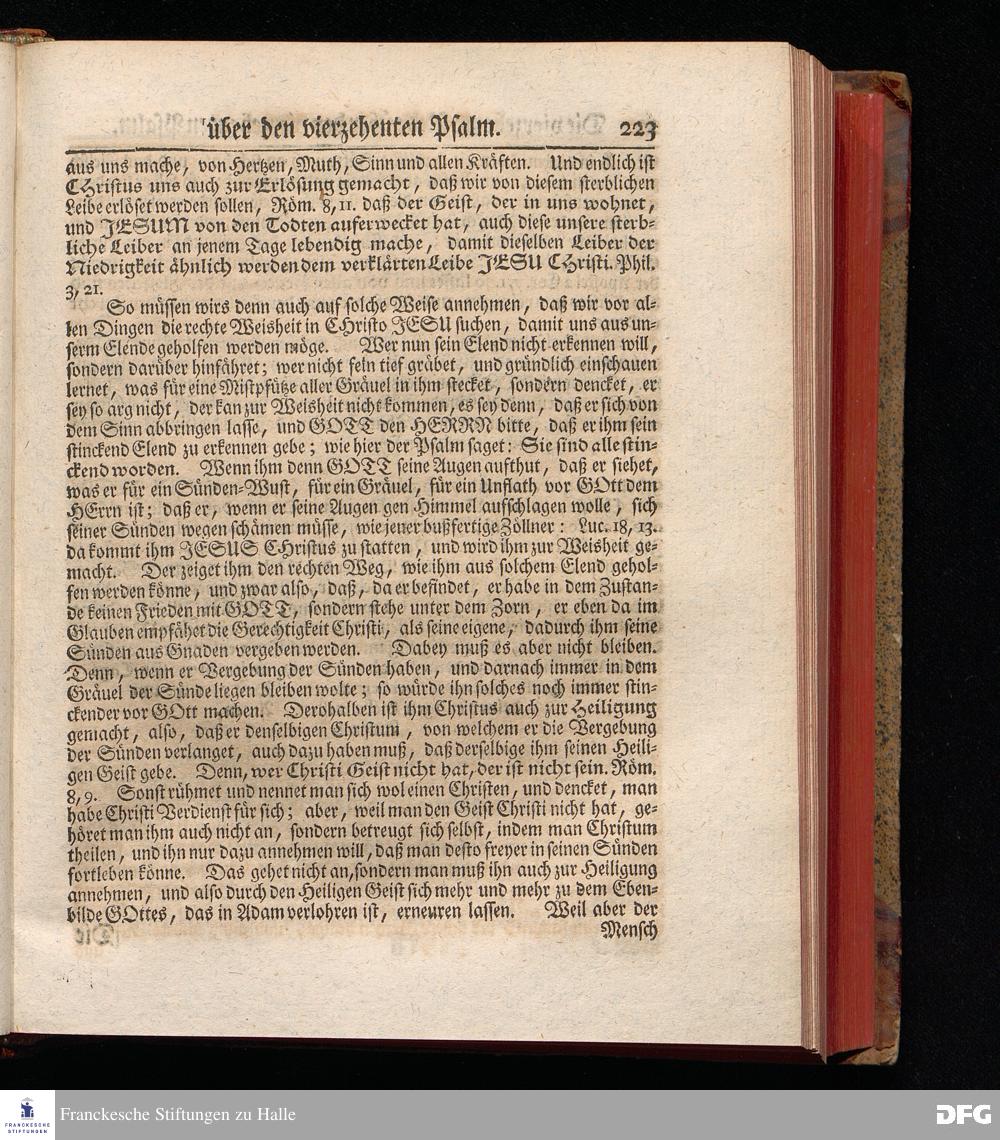 über den vierzehenten Psalm. 223
aus uns mache, von Hertzen, Muth, Sinn und allen Kräften. Und endlich ist
CHristus uns auch zur Erlösung gemacht, daß wir von diesem sterblichen
Leibe erlöset werden sollen, Röm. 8, 11. daß der Geist, der in uns wohnet,
und JESUM von den Todten auferwecket hat, auch diese unsere sterb-
liche Leiber an jenem Tage lebendig mache, damit dieselben Leiber der
Niedrigkeit ähnlich werden dem verklärten Leibe JESU CHristi. Phil.
3, 21.
So müssen wirs denn auch auf solche Weise annehmen, daß wir vor al-
len Dingen die rechte Weisheit in CHristo JESU suchen, damit uns aus un-
serm Elende geholfen werden möge. Wer nun sein Elend nicht erkennen will,
sondern darüber hinfähret; wer nicht fein tief gräbet, und gründlich einschauen
lernet, was für eine Mistpfütze aller Gräuel in ihm stecket, sondern dencket, er
sey so arg nicht, der kan zur Weisheit nicht kommen, es sey denn, daß er sich von
dem Sinn abbringen lasse, und GOTT den HERRN bitte, daß er ihm sein
stinckend Elend zu erkennen gebe; wie hier der Psalm saget: Sie sind alle stin-
ckend worden. Wenn ihm denn GOTT seine Augen aufthut, daß er siehet,
was er für ein Sünden-Wust, für ein Gräuel, für ein Unflath vor GOtt dem
HErrn ist; daß er, wenn er seine Augen gen Himmel aufschlagen wolle, sich
seiner Sünden wegen schämen müsse, wie jener bußfertige Zöllner: Luc. 18, 13.
da kommt ihm JESUS CHristus zu statten, und wird ihm zur Weisheit ge-
macht. Der zeiget ihm den rechten Weg, wie ihm aus solchem Elend gehol-
fen werden könne, und zwar also, daß, da er befindet, er habe in dem Zustan-
de keinen Frieden mit GOTT, sondern stehe unter dem Zorn, er eben da im
Glauben empfähet die Gerechtigkeit Christi, als seine eigene, dadurch ihm seine
Sünden aus Gnaden vergeben werden. Dabey muß es aber nicht bleiben.
Denn, wenn er Vergebung der Sünden haben, und darnach immer in dem
Gräuel der Sünde liegen bleiben wolte; so würde ihn solches noch immer stin-
ckender vor GOtt machen. Derohalben ist ihm Christus auch zur Heiligung
gemacht, also, daß er denselbigen Christum, von welchem er die Vergebung
der Sünden verlanget, auch dazu haben muß, daß derselbige ihm seinen Heili-
gen Geist gebe. Denn, wer Christi Geist nicht hat, der ist nicht sein. Röm.
8, 9. Sonst rühmet und nennet man sich wol einen Christen, und dencket, man
habe Christi Verdienst für sich; aber, weil man den Geist Christi nicht hat, ge-
höret man ihm auch nicht an, sondern betreugt sich selbst, indem man Christum
theilen, und ihn nur dazu annehmen will, daß man desto freyer in seinen Sünden
fortleben könne. Das gehet nicht an, sondern man muß ihn auch zur Heiligung
annehmen, und also durch den Heiligen Geist sich mehr und mehr zu dem Eben-
bilde GOttes, das in Adam verlohren ist, erneuren lassen. Weil aber der
Mensch
FRANCKESCHE
STIFTUNGEN
Franckesche Stiftungen zu Halle
DFG